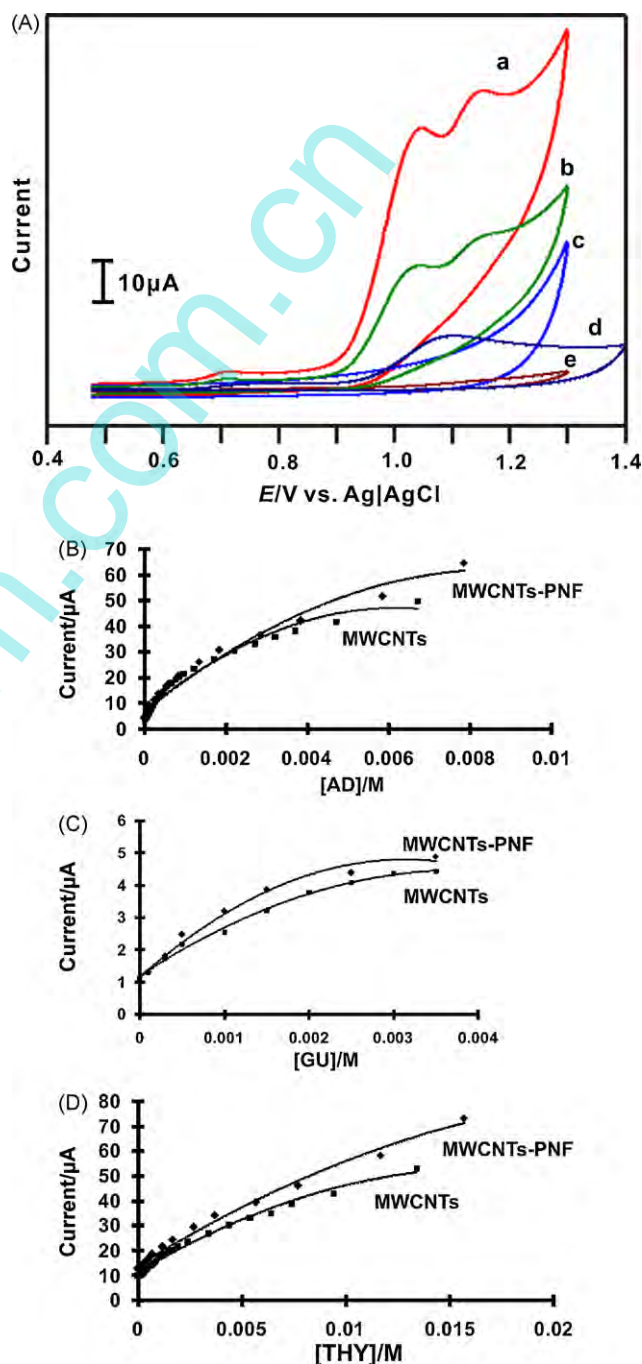 (A)
Current
10µA
a
b
c
d
e
0.4 0.6 0.8 1.0 1.2 1.4
E/V vs. Ag|AgCl
(B)
Current/µA
70
60
50
40
30
20
10
0
MWCNTs-PNF
MWCNTs
0 0.002 0.004 0.006 0.008 0.01
[AD]/M
(C)
Current/µA
6
5
4
3
2
1
0
MWCNTs-PNF
MWCNTs
0 0.001 0.002 0.003 0.004
[GU]/M
(D)
Current/µA
80
70
60
50
40
30
20
10
0
MWCNTs-PNF
MWCNTs
0 0.005 0.01 0.015 0.02
[THY]/M
m.com.cn